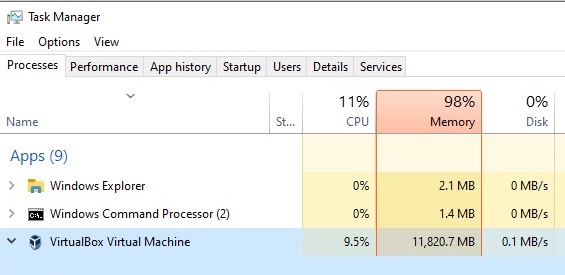 Task Manager
File Options View
Processes Performance App history Startup Users Details Services
11% 98% 0%
Name St... CPU Memory Disk
Apps (9)
Windows Explorer 0% 2.1 MB 0 MB/s
Windows Command Processor (2) 0% 1.4 MB 0 MB/s
VirtualBox Virtual Machine 9.5% 11,820.7 MB 0.1 MB/s